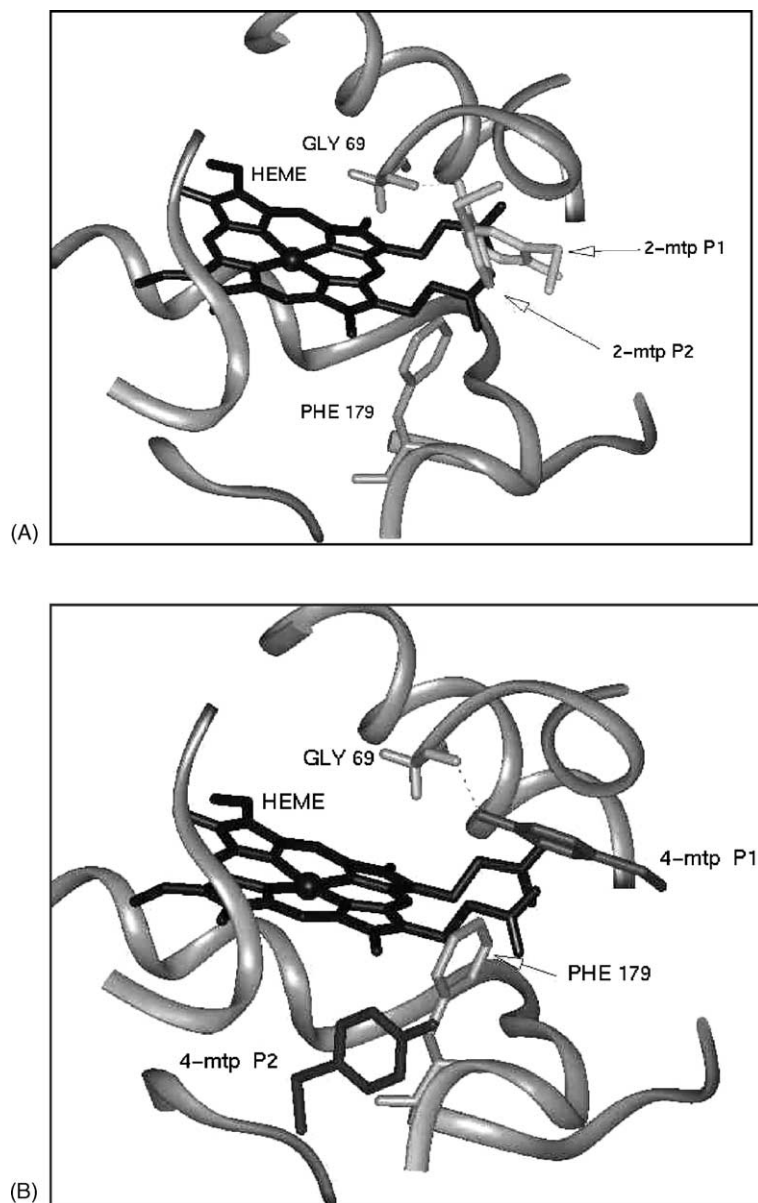 GLY 69
HEME
2-mtp P1
2-mtp P2
PHE 179
(A)
GLY 69
HEME
4-mtp P1
PHE 179
4-mtp P2
(B)